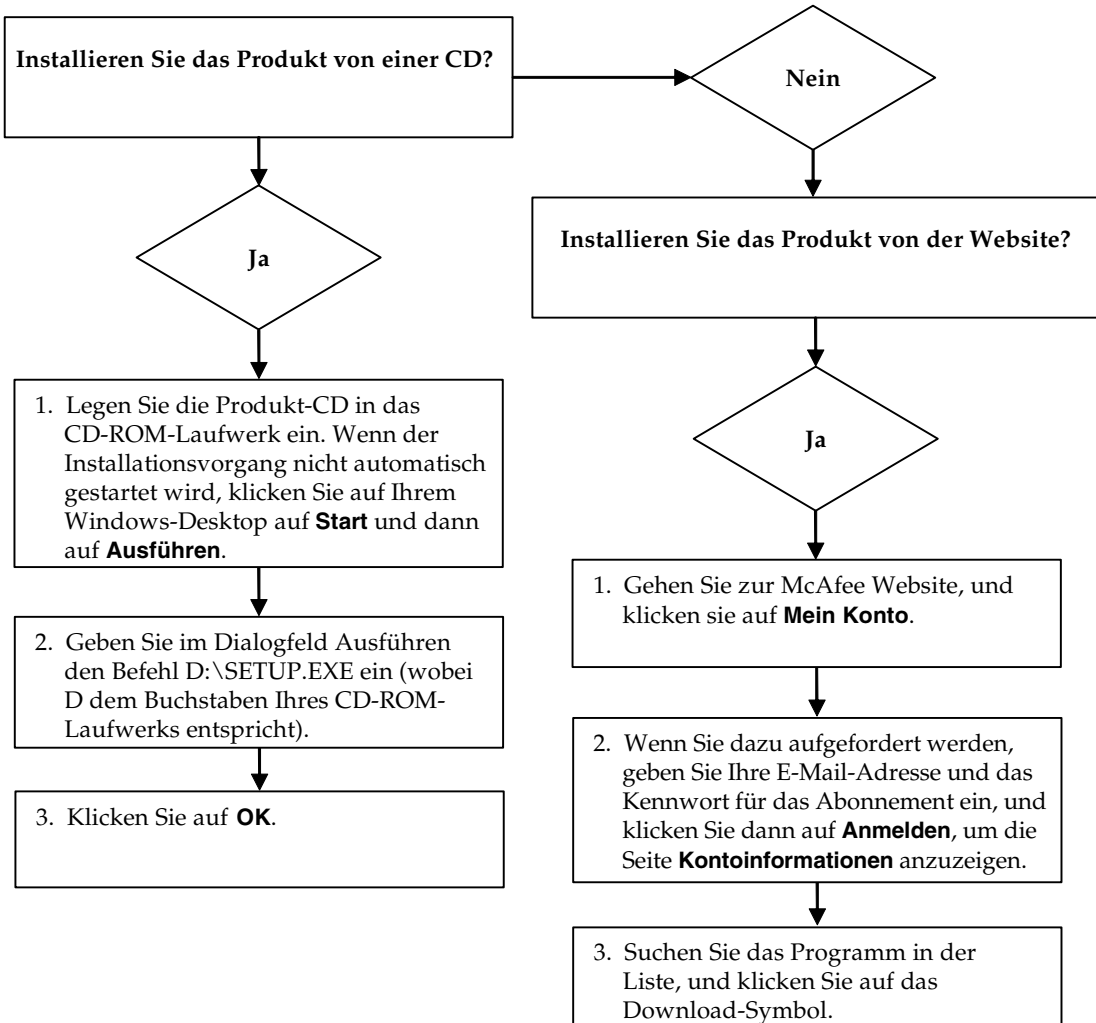 Installieren Sie das Produkt von einer CD?
Nein
Ja
1. Legen Sie die Produkt-CD in das
CD-ROM-Laufwerk ein. Wenn der
Installationsvorgang nicht automatisch
gestartet wird, klicken Sie auf Ihrem
Windows-Desktop auf Start und dann
auf Ausführen.
2. Geben Sie im Dialogfeld Ausführen
den Befehl D:\SETUP.EXE ein (wobei
D dem Buchstaben Ihres CD-ROM-
Laufwerks entspricht).
3. Klicken Sie auf OK.
Installieren Sie das Produkt von der Website?
Ja
1. Gehen Sie zur McAfee Website, und
klicken sie auf Mein Konto.
2. Wenn Sie dazu aufgefordert werden,
geben Sie Ihre E-Mail-Adresse und das
Kennwort für das Abonnement ein, und
klicken Sie dann auf Anmelden, um die
Seite Kontoinformationen anzuzeigen.
3. Suchen Sie das Programm in der
Liste, und klicken Sie auf das
Download-Symbol.